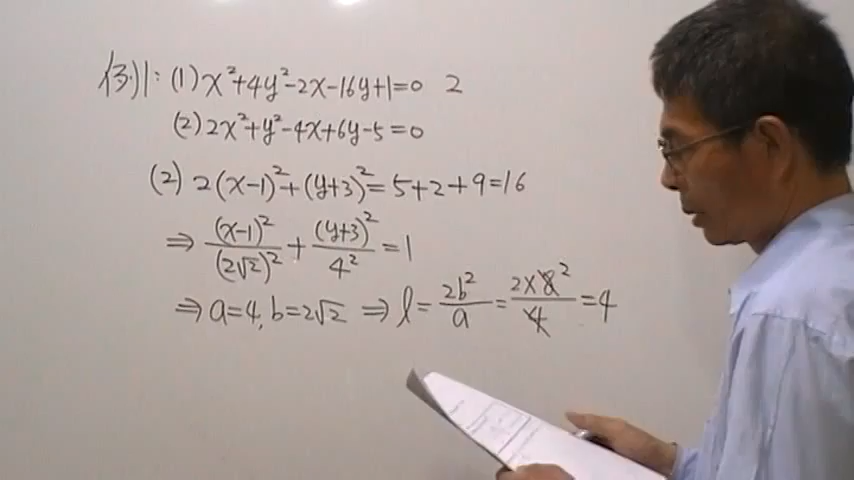 例1: (1) x²+4y²-2x-16y+1=0 2
(2) 2x²+y²-4x+6y-5=0
(2) 2(x-1)²+(y+3)²=5+2+9=16
⇒ (x-1)²/(2√2)² + (y+3)²/4² = 1
⇒ a=4, b=2√2 ⇒ l = 2b²/a = 2×8²/4 = 4